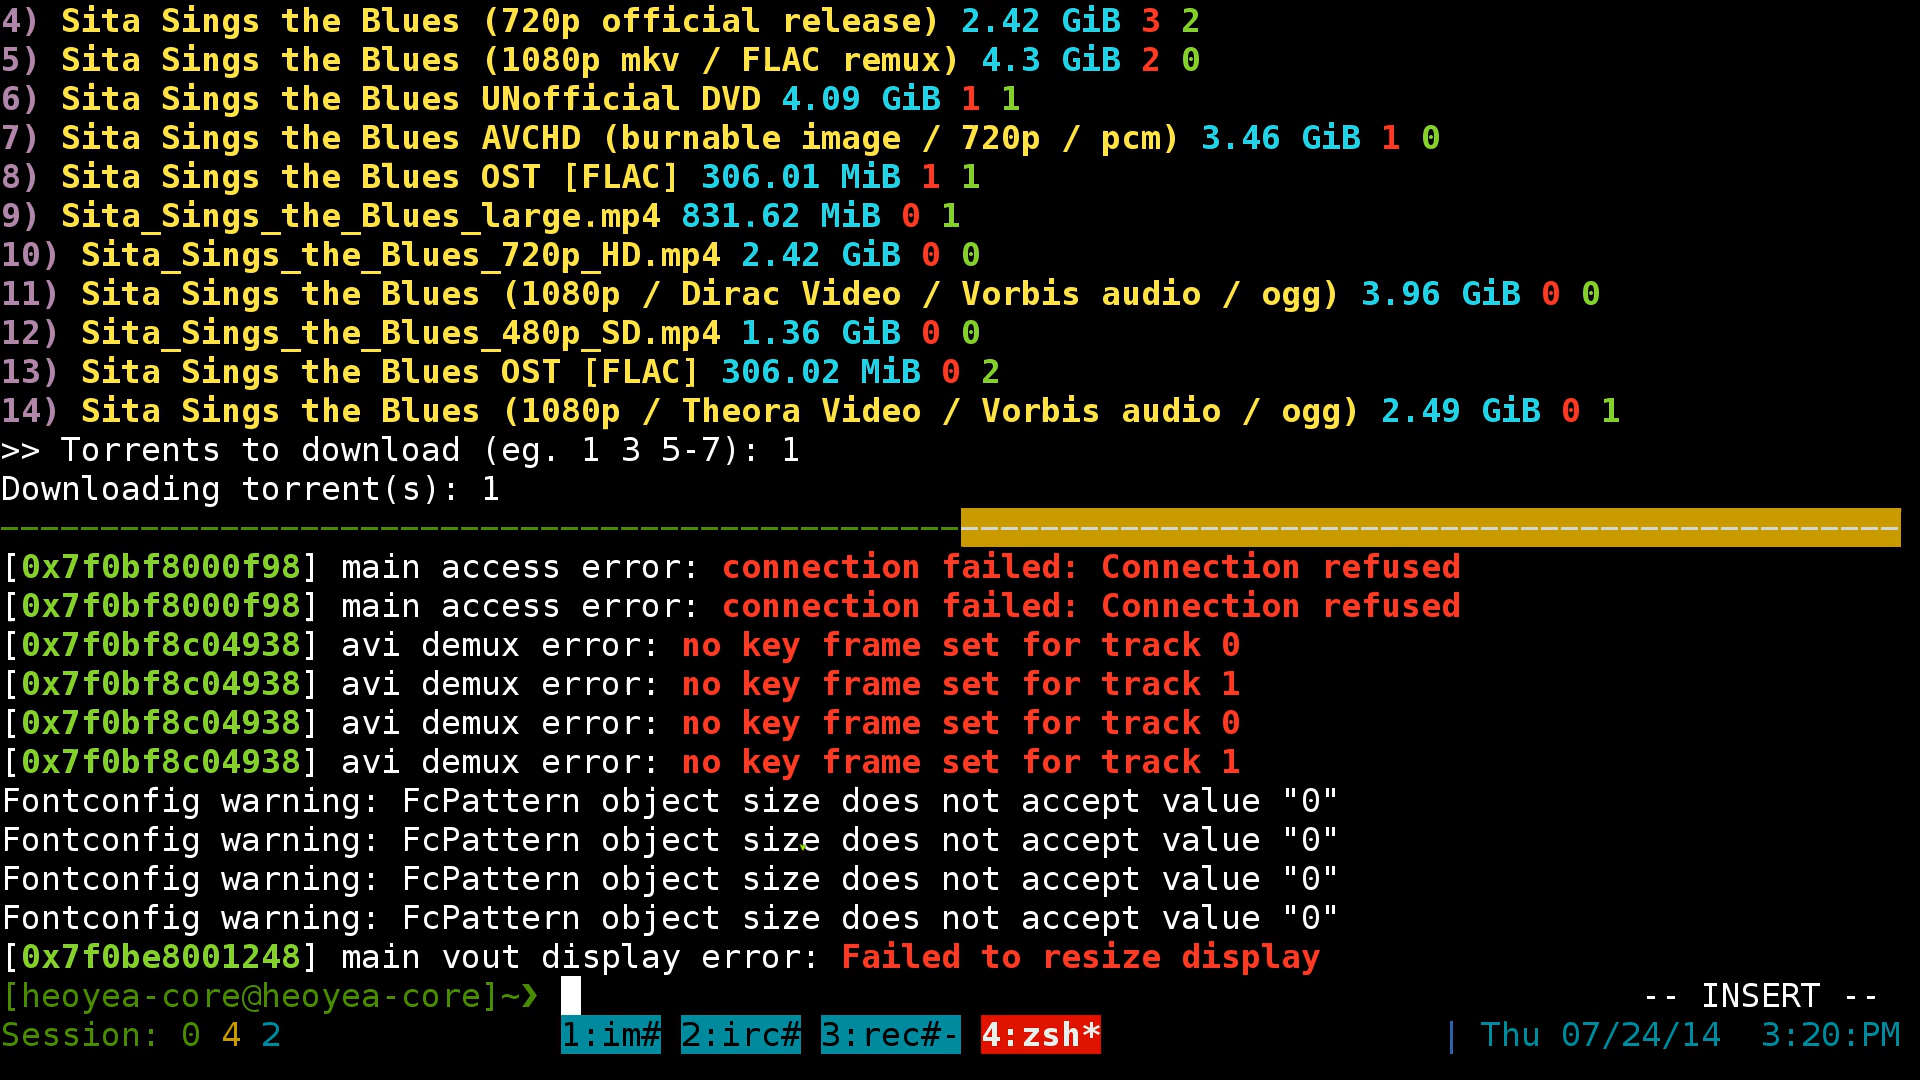 4) Sita Sings the Blues (720p official release) 2.42 GiB 3 2
5) Sita Sings the Blues (1080p mkv / FLAC remux) 4.3 GiB 2 0
6) Sita Sings the Blues UNofficial DVD 4.09 GiB 1 1
7) Sita Sings the Blues AVCHD (burnable image / 720p / pcm) 3.46 GiB 1 0
8) Sita Sings the Blues OST [FLAC] 306.01 MiB 1 1
9) Sita_Sings_the_Blues_large.mp4 831.62 MiB 0 1
10) Sita_Sings_the_Blues_720p_HD.mp4 2.42 GiB 0 0
11) Sita Sings the Blues (1080p / Dirac Video / Vorbis audio / ogg) 3.96 GiB 0 0
12) Sita_Sings_the_Blues_480p_SD.mp4 1.36 GiB 0 0
13) Sita Sings the Blues OST [FLAC] 306.02 MiB 0 2
14) Sita Sings the Blues (1080p / Theora Video / Vorbis audio / ogg) 2.49 GiB 0 1
>> Torrents to download (eg. 1 3 5-7): 1
Downloading torrent(s): 1
[0x7f0bf8000f98] main access error: connection failed: Connection refused
[0x7f0bf8000f98] main access error: connection failed: Connection refused
[0x7f0bf8c04938] avi demux error: no key frame set for track 0
[0x7f0bf8c04938] avi demux error: no key frame set for track 1
[0x7f0bf8c04938] avi demux error: no key frame set for track 0
[0x7f0bf8c04938] avi demux error: no key frame set for track 1
Fontconfig warning: FcPattern object size does not accept value "0"
Fontconfig warning: FcPattern object size does not accept value "0"
Fontconfig warning: FcPattern object size does not accept value "0"
Fontconfig warning: FcPattern object size does not accept value "0"
[0x7f0be8001248] main vout display error: Failed to resize display
[heoyea-core@heoyea-core]~❯ -- INSERT --
Session: 0 4 2 1:im# 2:irc# 3:rec#- 4:zsh* | Thu 07/24/14 3:20:PM